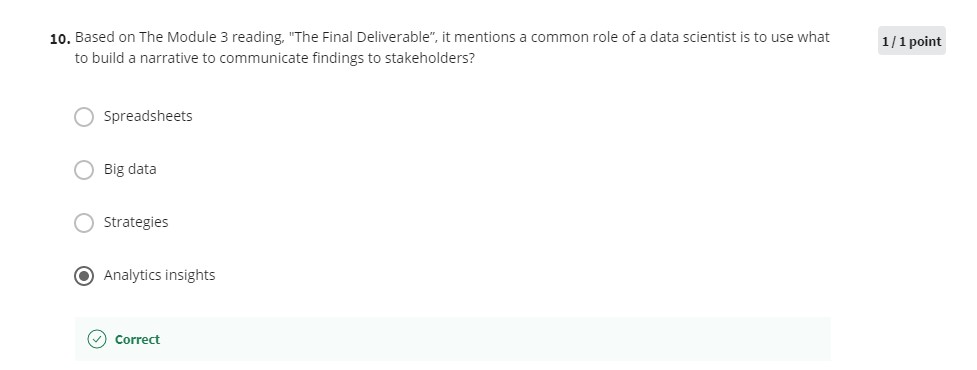 10. Based on The Module 3 reading, "The Final Deliverable”, it mentions a common role of a data scientist is to use what
to build a narrative to communicate findings to stakeholders?
1 / 1 point
Spreadsheets
Big data
Strategies
Analytics insights
Correct